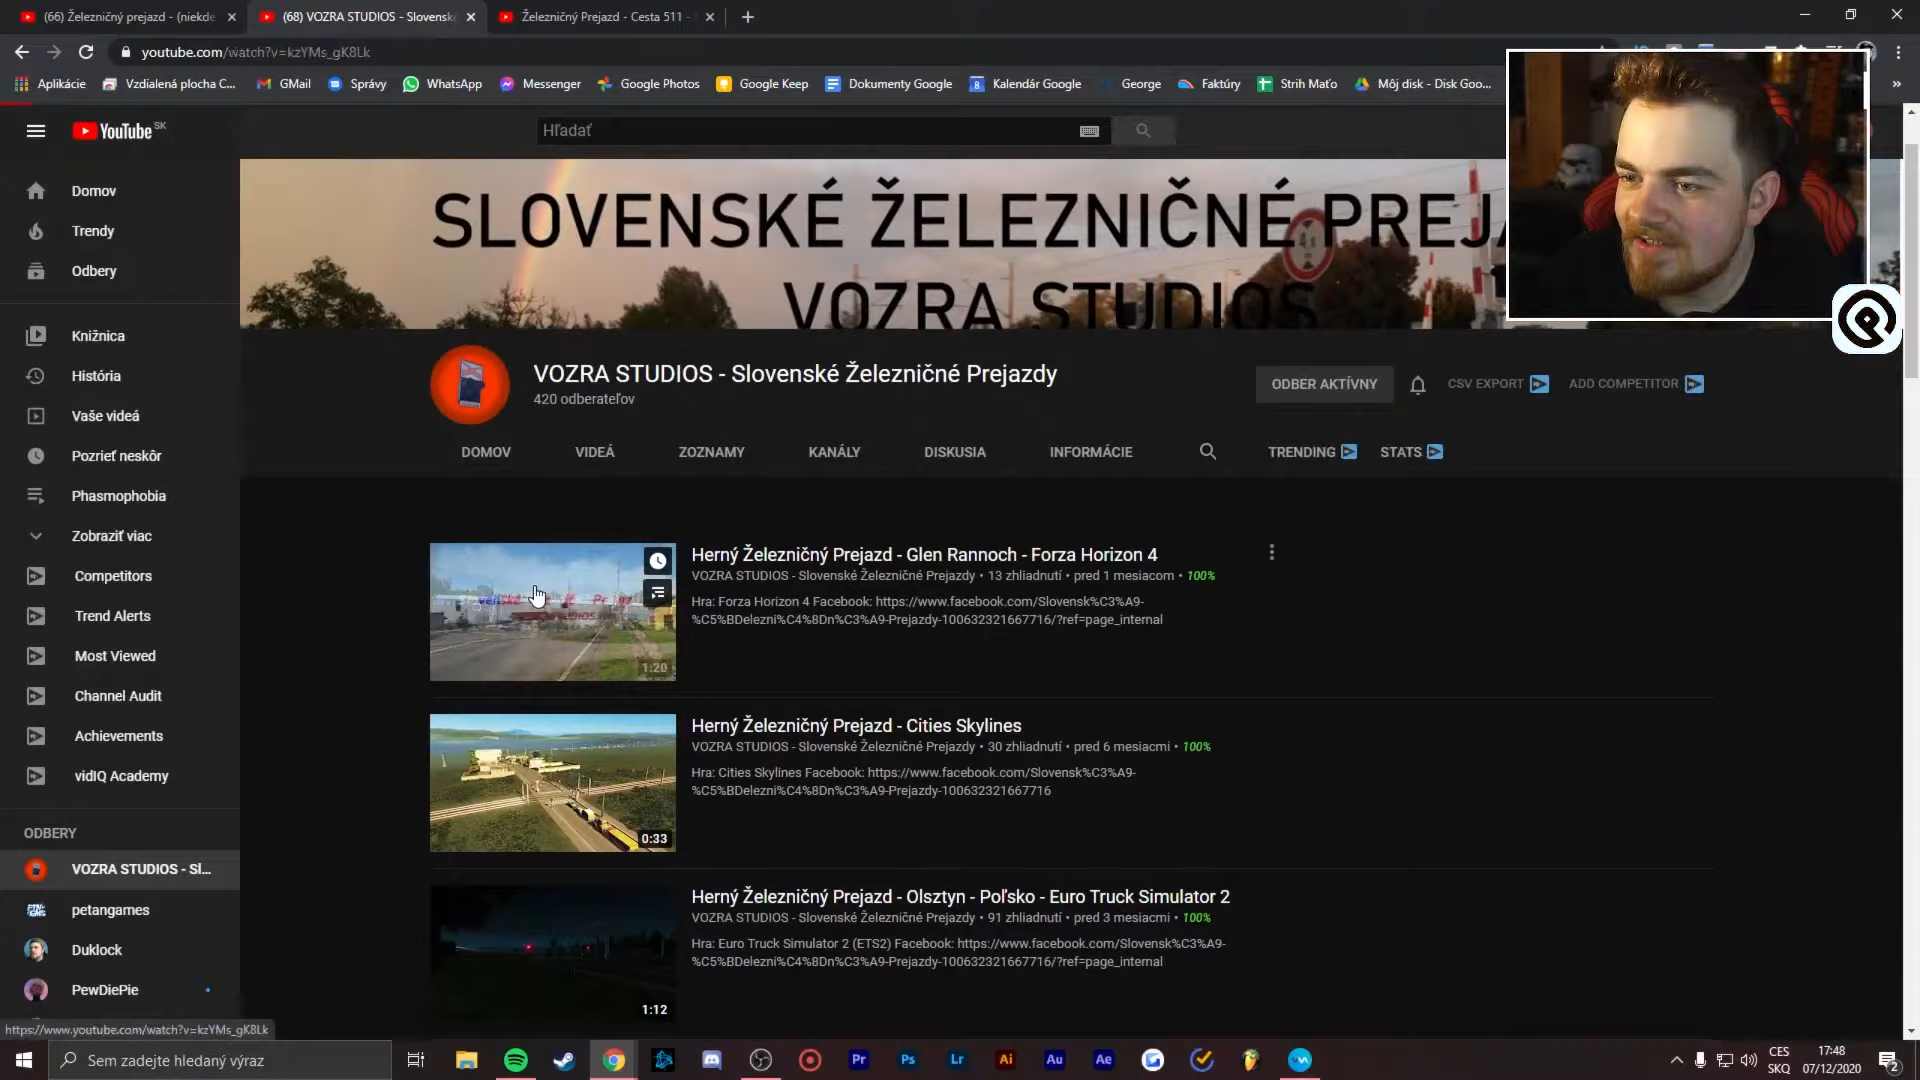 (66) Železničný prejazd - (niekde
(68) VOZRA STUDIOS - Slovensk
Železničný Prejazd - Cesta 511 -
youtube.com/watch?v=kzYMs_gK8Lk
Aplikácie
Vzdialená plocha C...
GMail
Správy
WhatsApp
Messenger
Google Photos
Google Keep
Dokumenty Google
Kalendár Google
George
Faktúry
Strih Maťo
Môj disk - Disk Goo...
YouTube SK
Hľadať
Domov
Trendy
Odbery
Knižnica
História
Vaše videá
Pozrieť neskôr
Phasmophobia
Zobraziť viac
Competitors
Trend Alerts
Most Viewed
Channel Audit
Achievements
vidIQ Academy
ODBERY
VOZRA STUDIOS - Sl...
petangames
Duklock
PewDiePie
https://www.youtube.com/watch?v=kzYMs_gK8Lk
SLOVENSKÉ ŽELEZNIČNÉ PREJ
VOZRA STUDIOS
VOZRA STUDIOS - Slovenské Železničné Prejazdy
420 odberateľov
ODBER AKTÍVNY
CSV EXPORT
ADD COMPETITOR
DOMOV
VIDEÁ
ZOZNAMY
KANÁLY
DISKUSIA
INFORMÁCIE
TRENDING
STATS
1:20
Herný Železničný Prejazd - Glen Rannoch - Forza Horizon 4
VOZRA STUDIOS - Slovenské Železničné Prejazdy • 13 zhliadnutí • pred 1 mesiacom • 100%
Hra: Forza Horizon 4 Facebook: https://www.facebook.com/Slovensk%C3%A9-
%C5%BDelezni%C4%8Dn%C3%A9-Prejazdy-100632321667716/?ref=page_internal
0:33
Herný Železničný Prejazd - Cities Skylines
VOZRA STUDIOS - Slovenské Železničné Prejazdy • 30 zhliadnutí • pred 6 mesiacmi • 100%
Hra: Cities Skylines Facebook: https://www.facebook.com/Slovensk%C3%A9-
%C5%BDelezni%C4%8Dn%C3%A9-Prejazdy-100632321667716
1:12
Herný Železničný Prejazd - Olsztyn - Poľsko - Euro Truck Simulator 2
VOZRA STUDIOS - Slovenské Železničné Prejazdy • 91 zhliadnutí • pred 3 mesiacmi • 100%
Hra: Euro Truck Simulator 2 (ETS2) Facebook: https://www.facebook.com/Slovensk%C3%A9-
%C5%BDelezni%C4%8Dn%C3%A9-Prejazdy-100632321667716/?ref=page_internal
Sem zadejte hledaný výraz
Pr
Ps
Lr
Ai
Au
Ae
CES
SKQ
17:48
07/12/2020
2